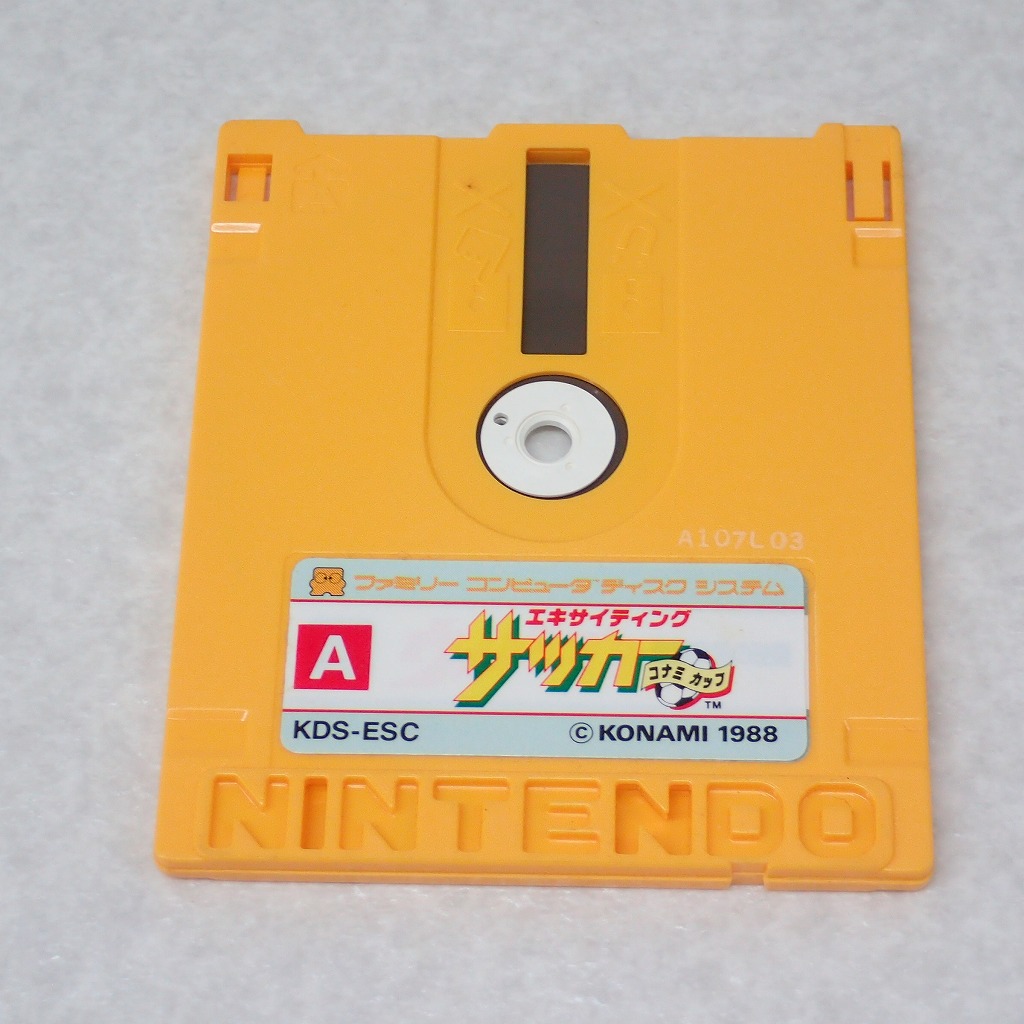 A107L03
ファミリー コンピュータ ディスク システム
エキサイティング
サッカー
コナミ カップ
TM
A
KDS-ESC
© KONAMI 1988
NINTENDO